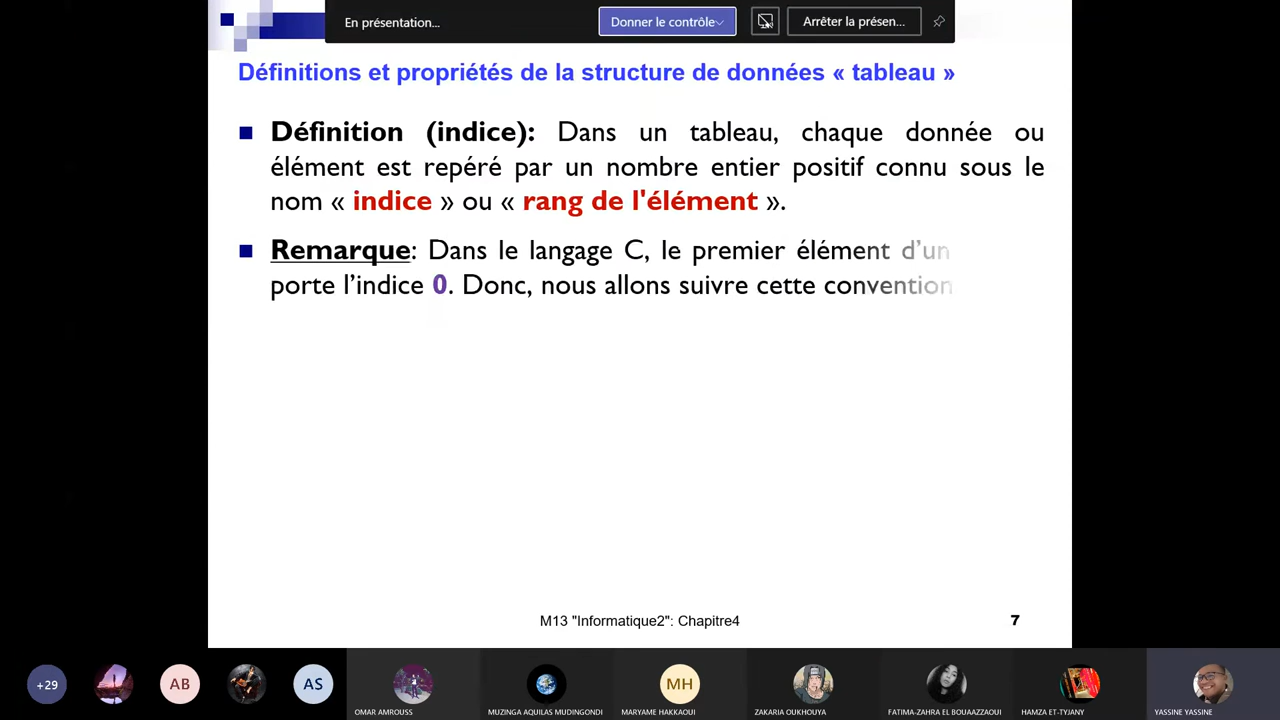 En présentation...
Donner le contrôle
Arrêter la présen...
Définitions et propriétés de la structure de données « tableau »
Définition (indice): Dans un tableau, chaque donnée ou
élément est repéré par un nombre entier positif connu sous le
nom « indice » ou « rang de l'élément ».
Remarque: Dans le langage C, le premier élément d’un
porte l’indice 0. Donc, nous allons suivre cette convention
M13 "Informatique2": Chapitre4
7
+29
AB
AS
MH
OMAR AMROUSS
MUZINGA AQUILAS MUDINGONDI
MARYAME HAKKAOUI
ZAKARIA OUKHOUYA
FATIMA-ZAHRA EL BOUAAZZAOUI
HAMZA ET-TYJANY
YASSINE YASSINE